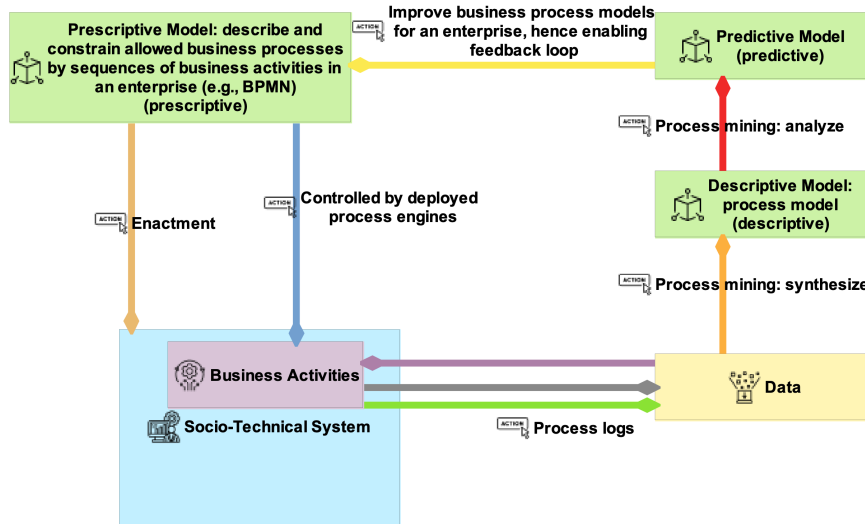 Prescriptive Model: describe and
constrain allowed business processes
by sequences of business activities in
an enterprise (e.g., BPMN)
(prescriptive)
ACTION
Improve business process models
for an enterprise, hence enabling
feedback loop
Predictive Model
(predictive)
ACTION
Process mining: analyze
Descriptive Model:
process model
(descriptive)
ACTION
Enactment
ACTION
Controlled by deployed
process engines
ACTION
Process mining: synthesize
Business Activities
Data
Socio-Technical System
ACTION
Process logs